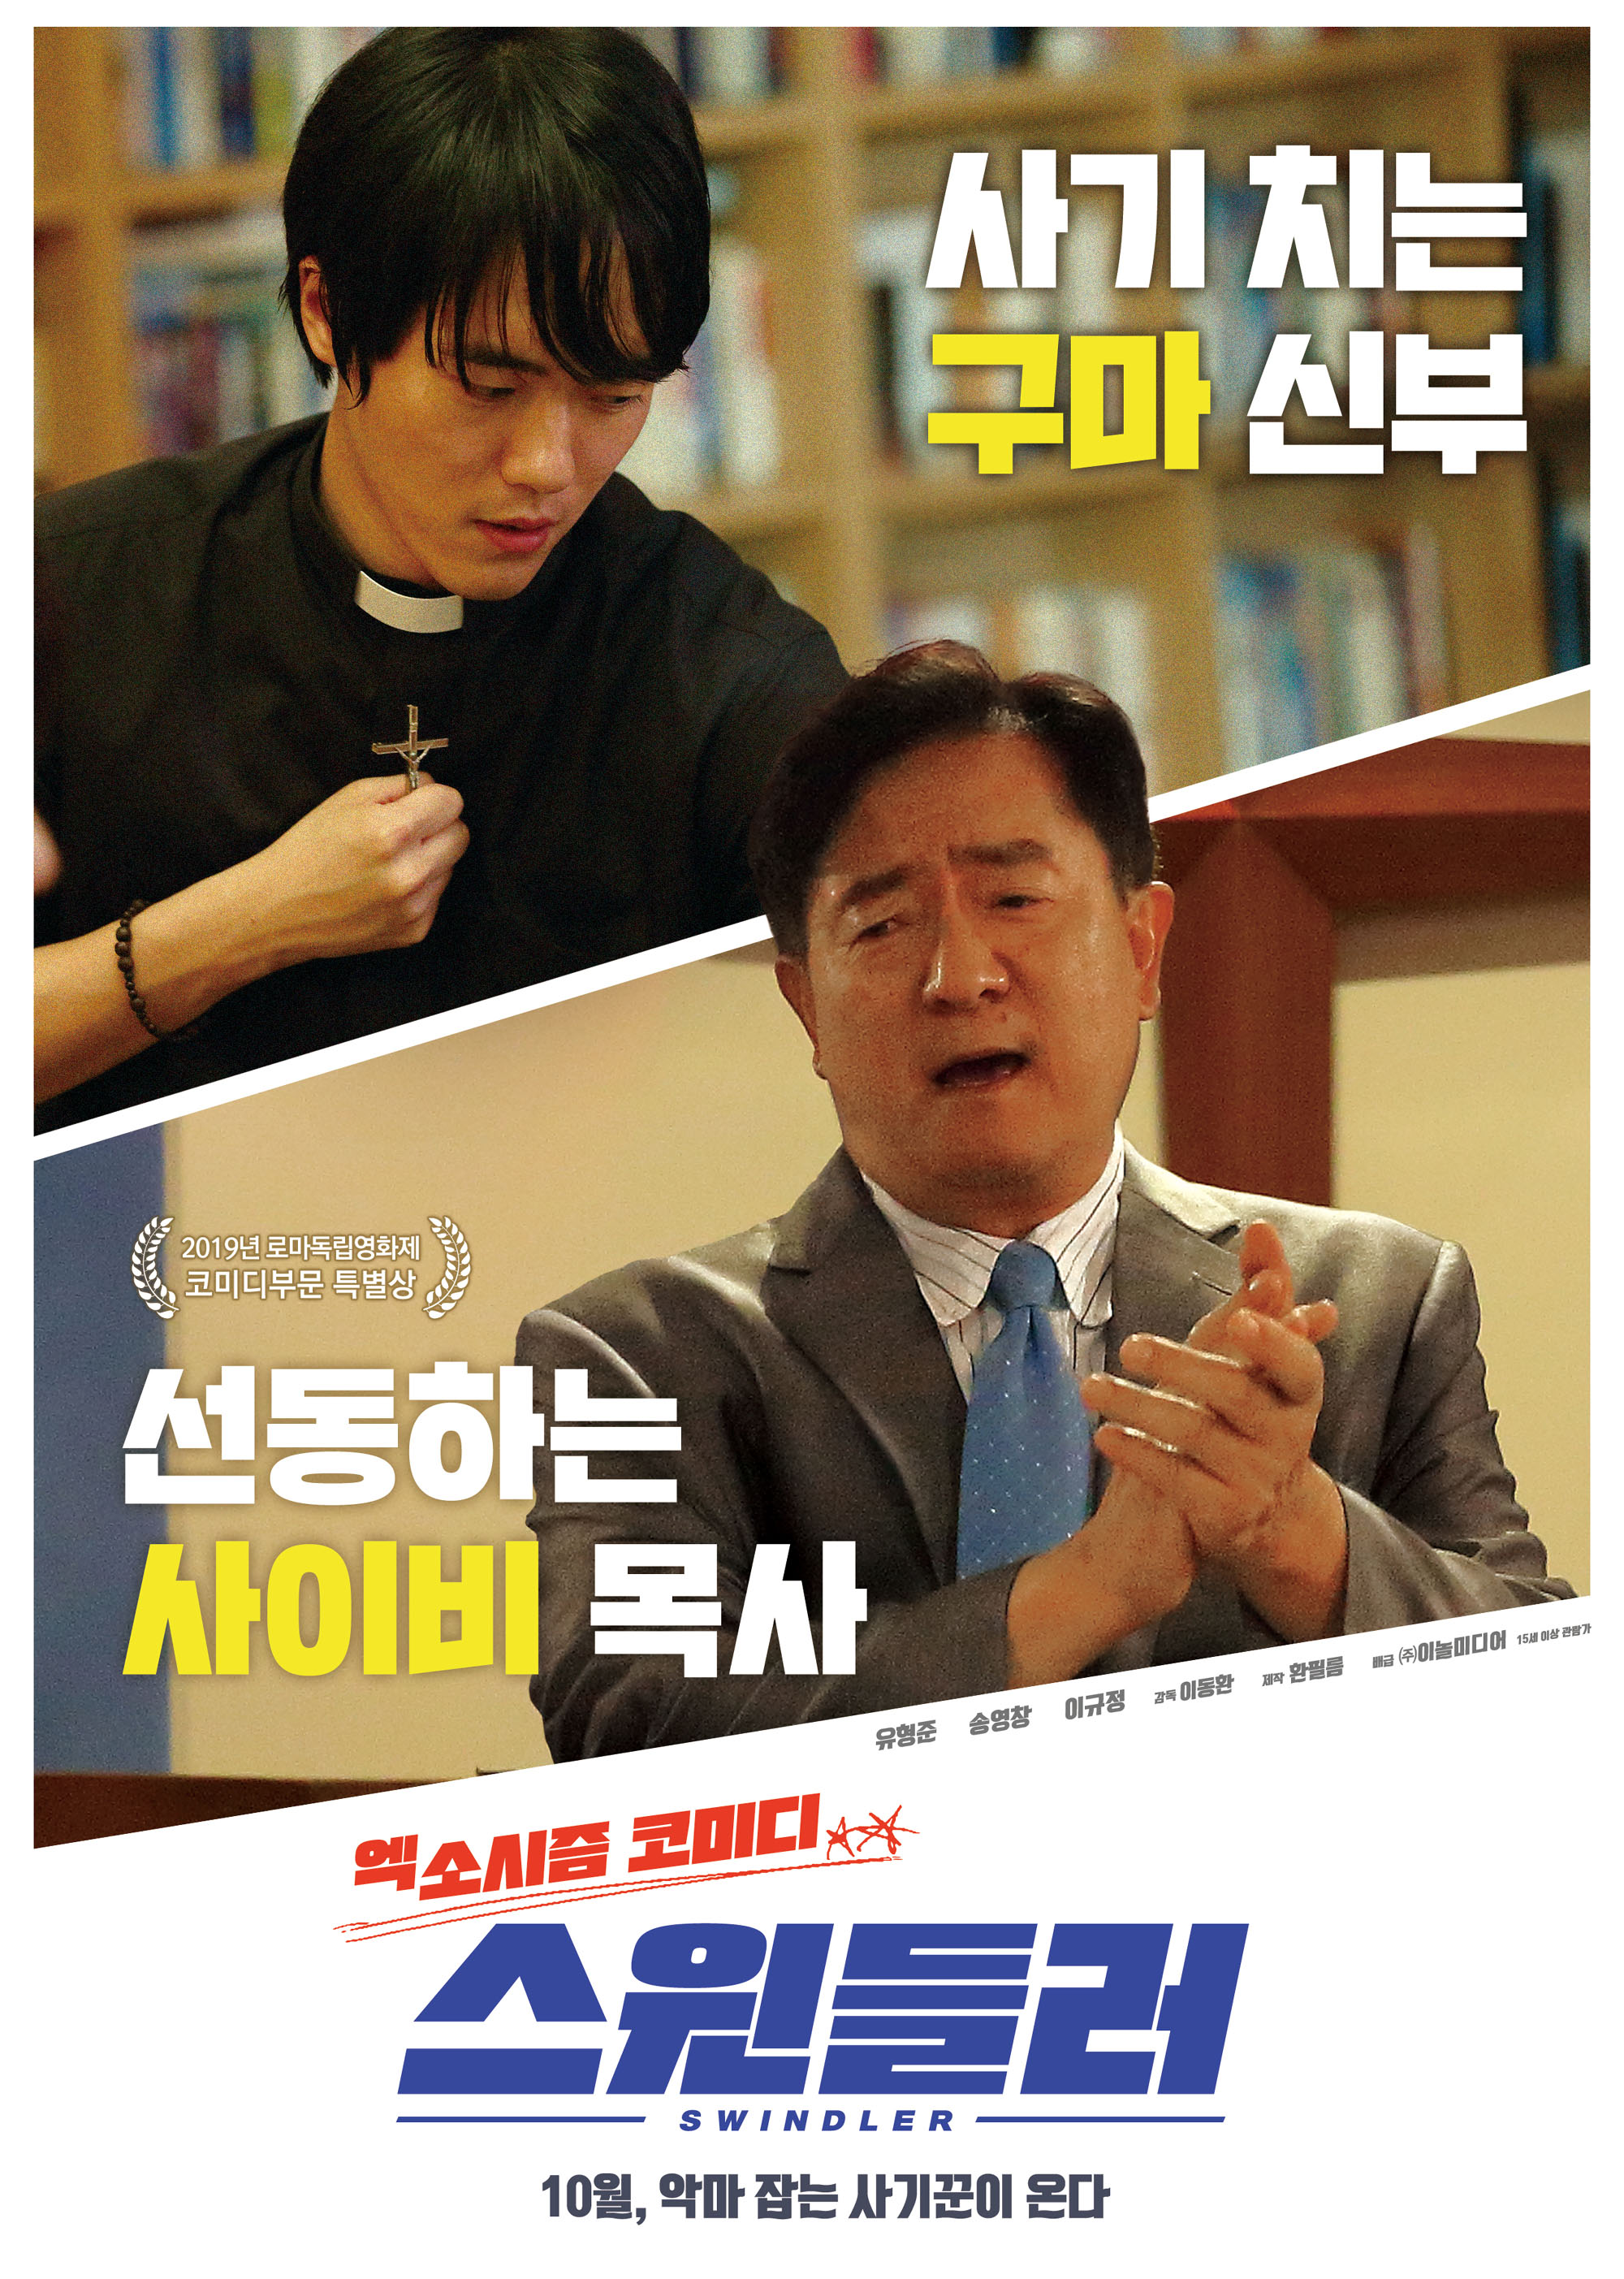 사기 치는
구마 신부
2019년 로마독립영화제
코미디부문 특별상
선동하는
사이비 목사
유형준 송영창 이규정 감독 이동환 제작 환필름 배급 ㈜이놀미디어 15세 이상 관람가
엑소시즘 코미디
스윈들러
SWINDLER
10월, 악마 잡는 사기꾼이 온다